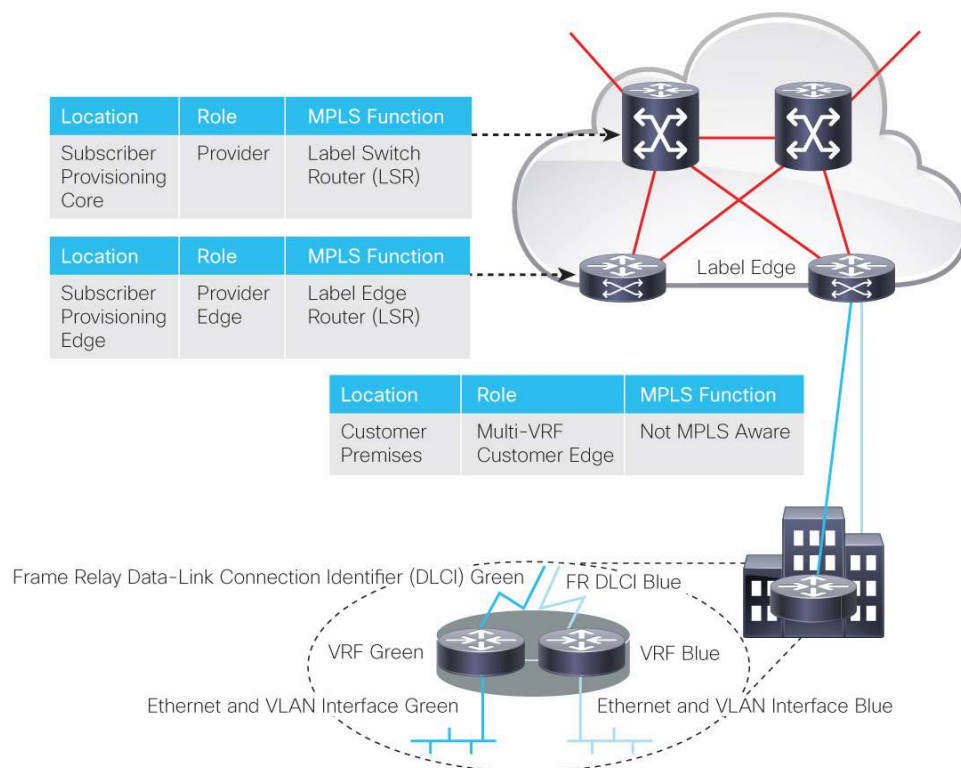 Location Role MPLS Function
Subscriber Provisioning Core Provider Label Switch Router (LSR)
Location Role MPLS Function
Subscriber Provisioning Edge Provider Edge Label Edge Router (LSR)
Label Edge
Location Role MPLS Function
Customer Premises Multi-VRF Customer Edge Not MPLS Aware
Frame Relay Data-Link Connection Identifier (DLCI) Green
FR DLCI Blue
VRF Green
VRF Blue
Ethernet and VLAN Interface Green
Ethernet and VLAN Interface Blue